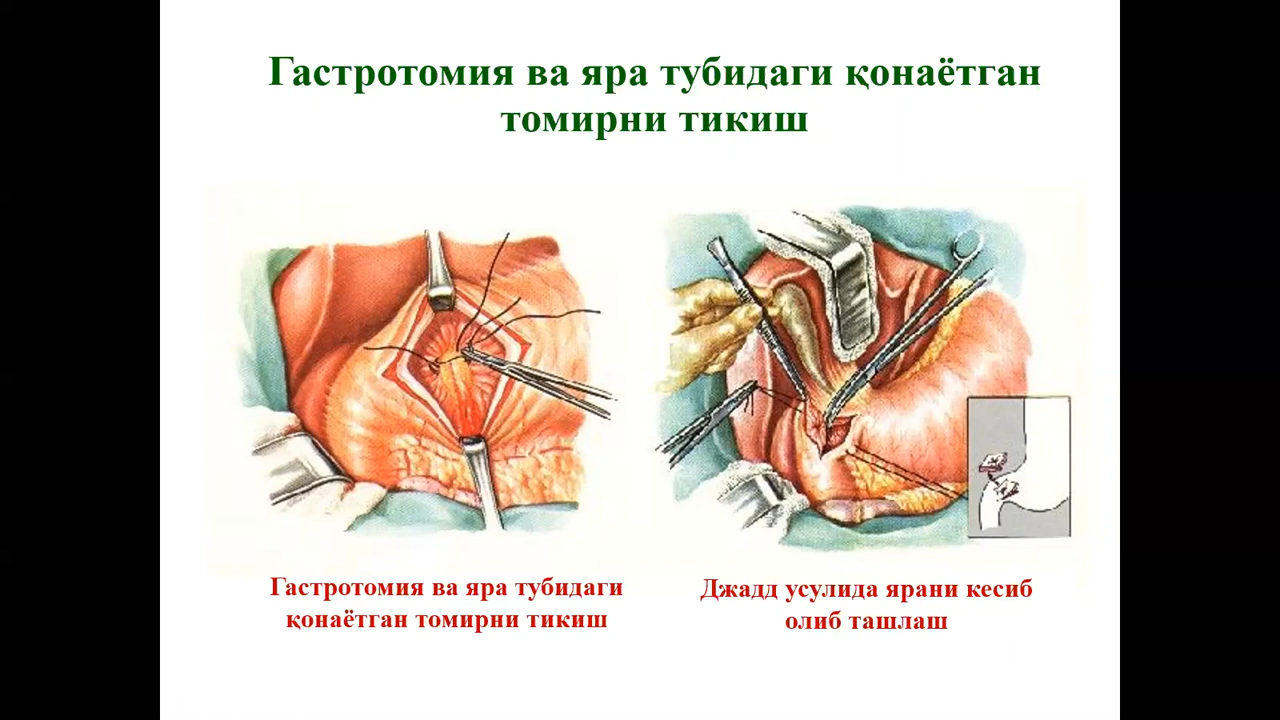 Гастротомия ва яра тубидаги қонаётган
томирни тикиш
Гастротомия ва яра тубидаги
қонаётган томирни тикиш
Джадд усулида ярани кесиб
олиб ташлаш